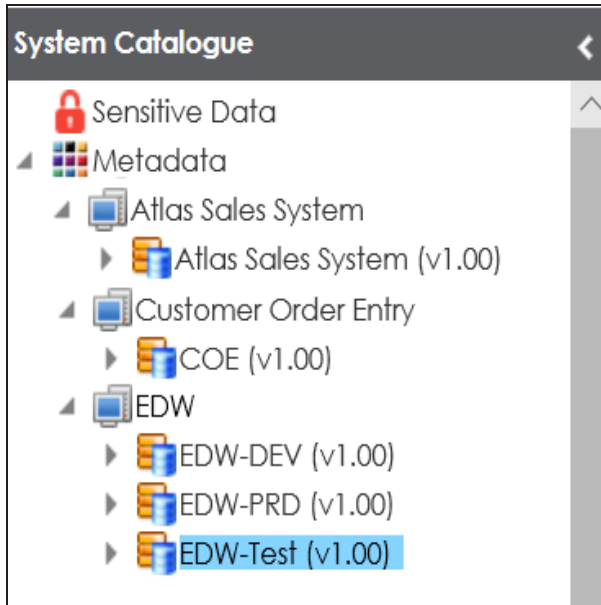 System Catalogue
Sensitive Data
Metadata
Atlas Sales System
Atlas Sales System (v1.00)
Customer Order Entry
COE (v1.00)
EDW
EDW-DEV (v1.00)
EDW-PRD (v1.00)
EDW-Test (v1.00)